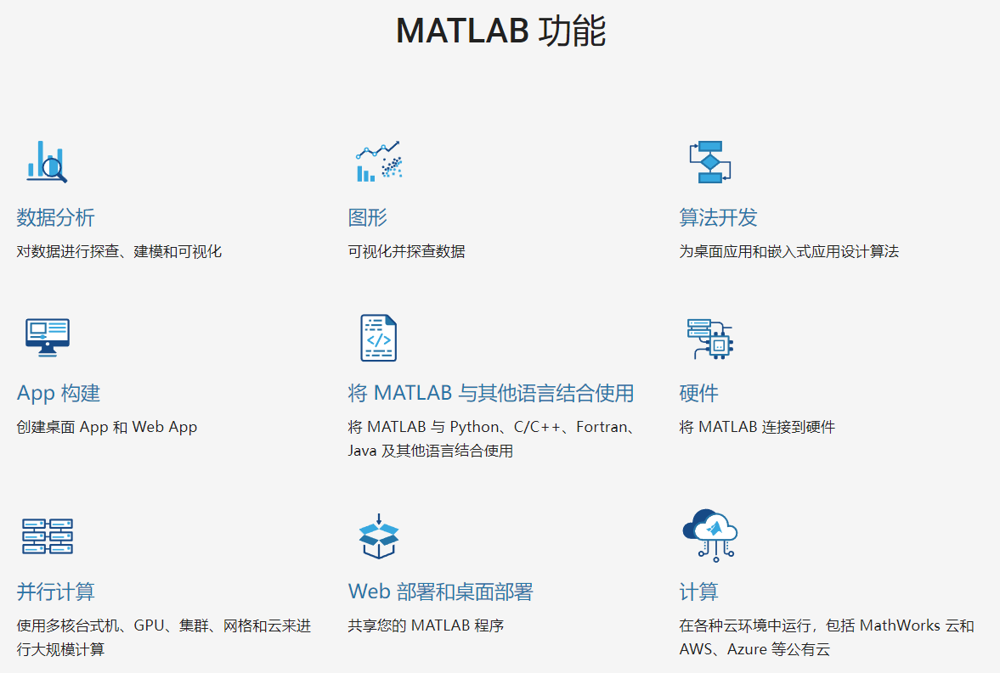 MATLAB 功能
数据分析
对数据进行探查、建模和可视化
图形
可视化并探查数据
算法开发
为桌面应用和嵌入式应用设计算法
App 构建
创建桌面 App 和 Web App
将 MATLAB 与其他语言结合使用
将 MATLAB 与 Python、C/C++、Fortran、
Java 及其他语言结合使用
硬件
将 MATLAB 连接到硬件
并行计算
使用多核台式机、GPU、集群、网格和云来进
行大规模计算
Web 部署和桌面部署
共享您的 MATLAB 程序
计算
在各种云环境中运行，包括 MathWorks 云和
AWS、Azure 等公有云